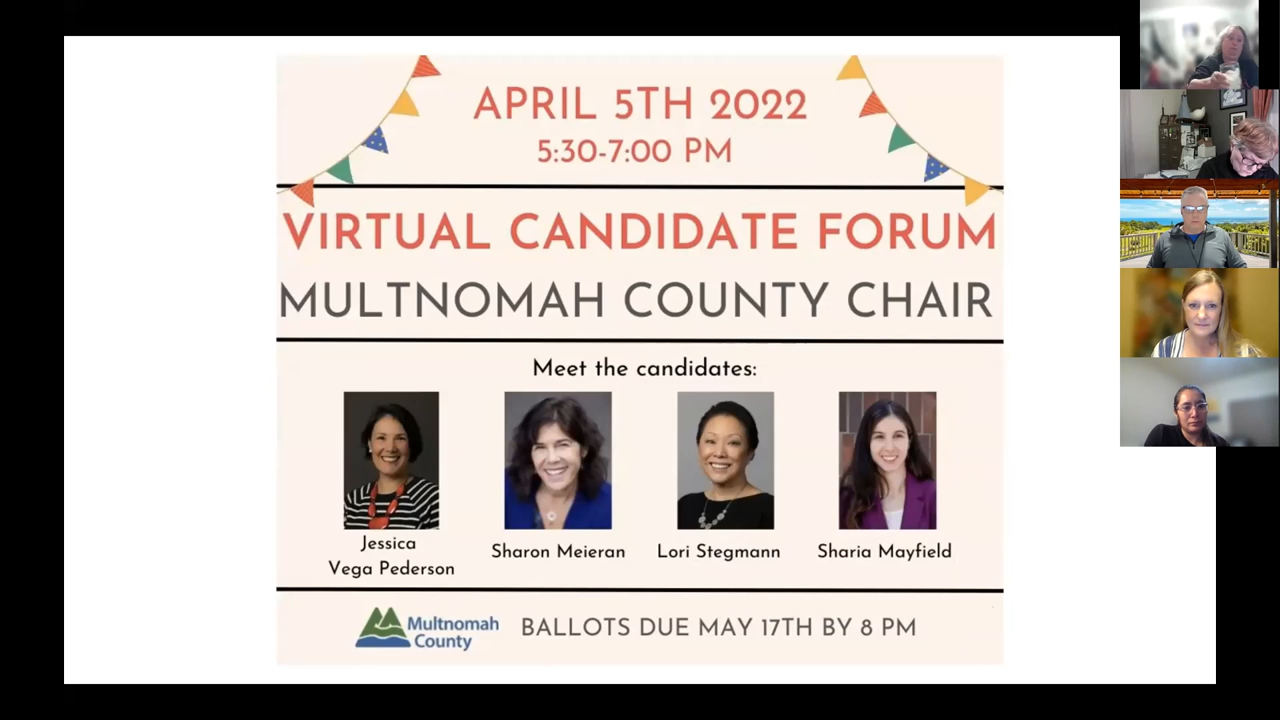 APRIL 5TH 2022
5:30-7:00 PM
VIRTUAL CANDIDATE FORUM
MULTNOMAH COUNTY CHAIR
Meet the candidates:
Jessica
Vega Pederson
Sharon Meieran
Lori Stegmann
Sharia Mayfield
Multnomah
County
BALLOTS DUE MAY 17TH BY 8 PM